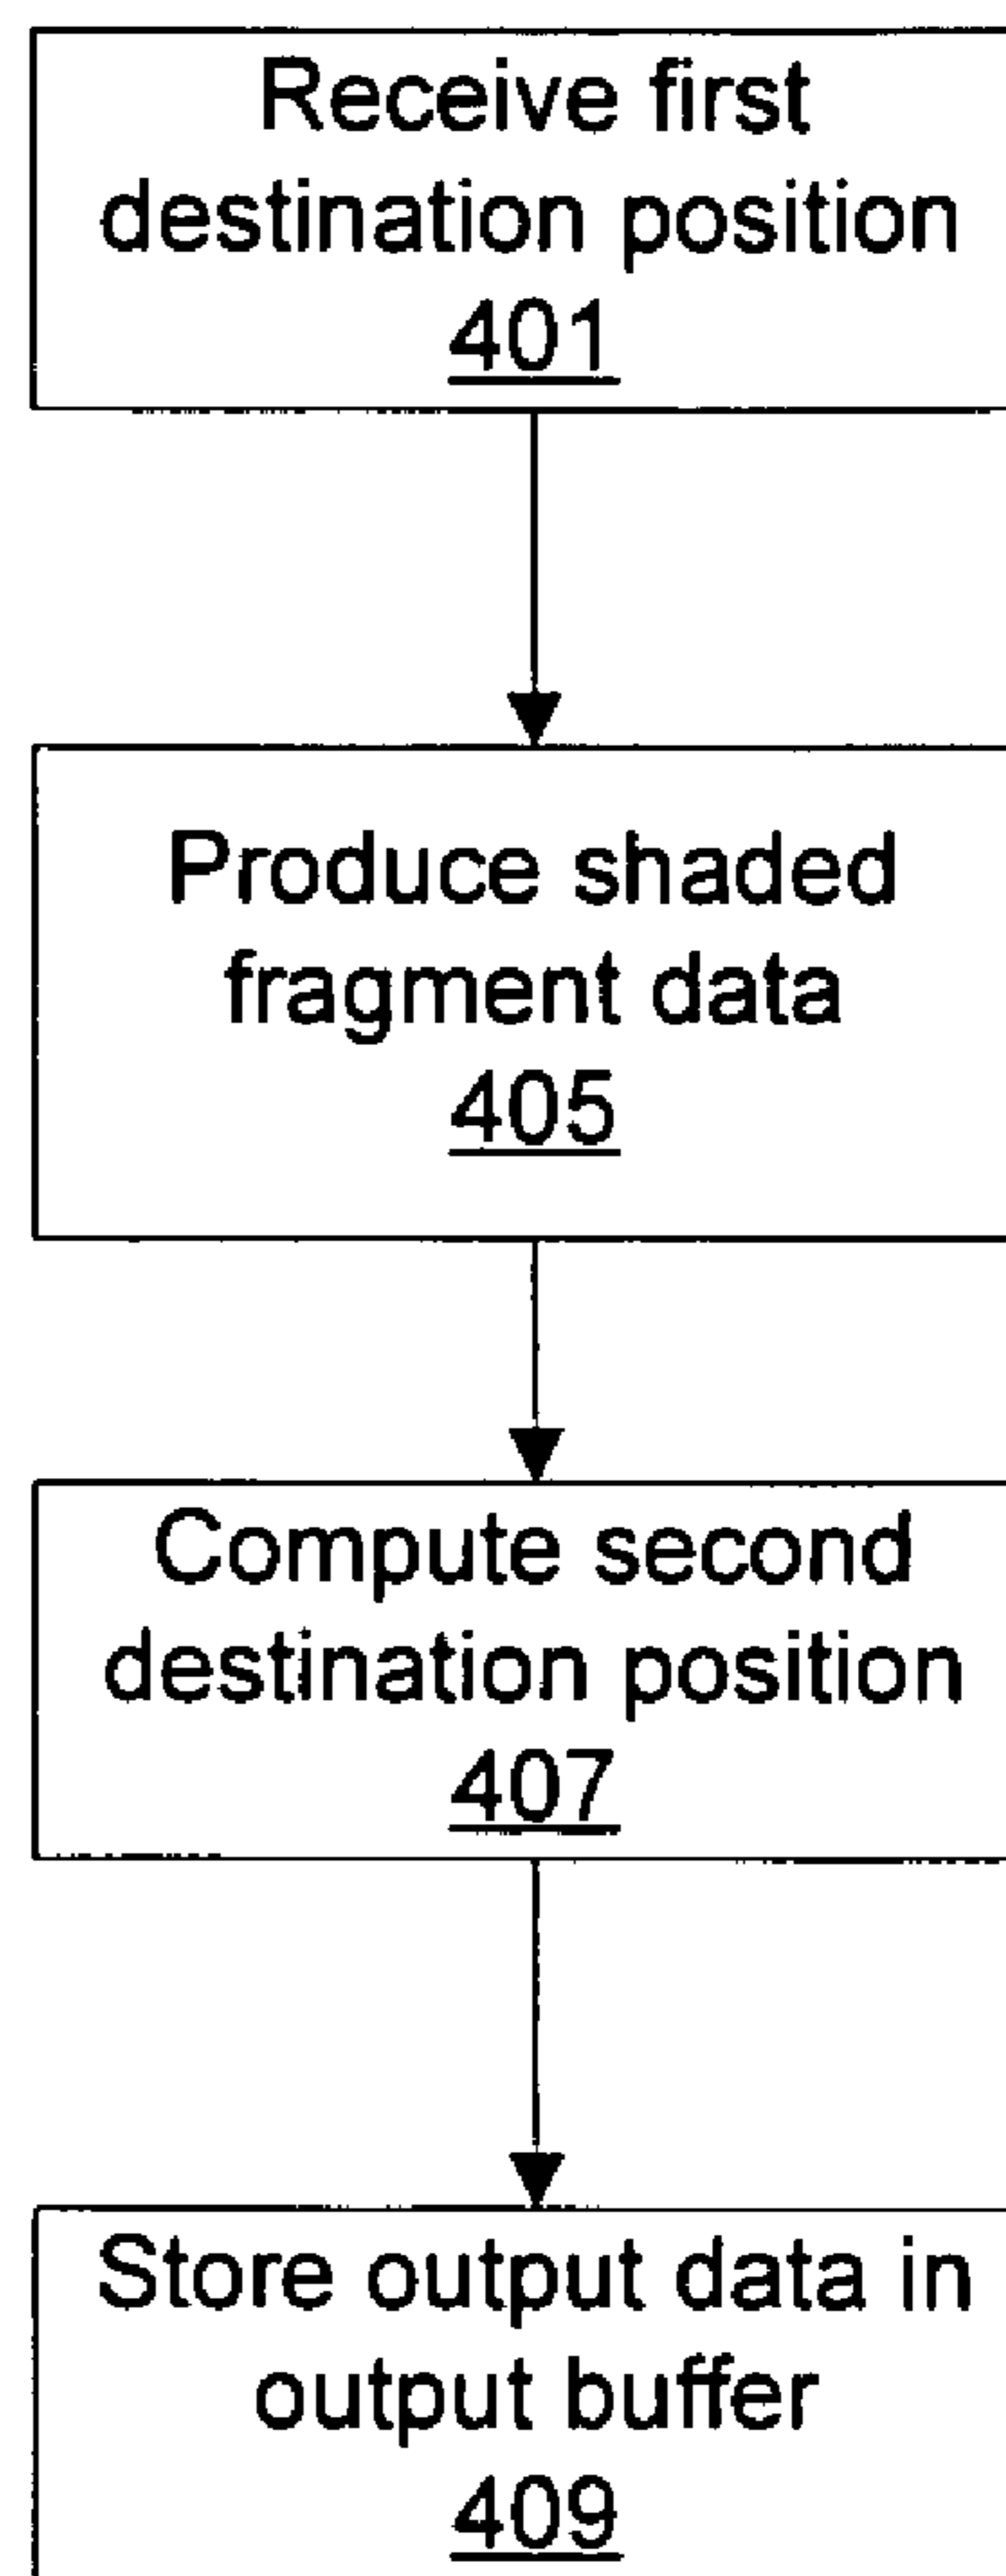 Receive first
destination position
401
Produce shaded
fragment data
405
Compute second
destination position
407
Store output data in
output buffer
409